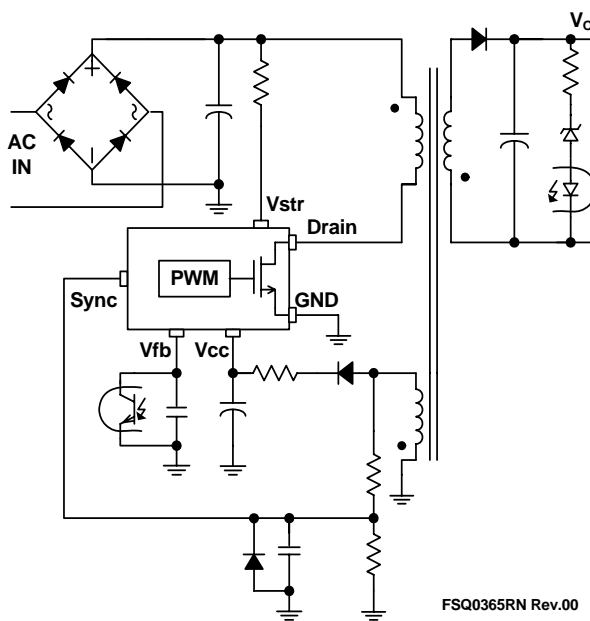 V
AC
IN
Vstr
Drain
PWM
Sync
GND
Vfb
Vcc
FSQ0365RN Rev.00